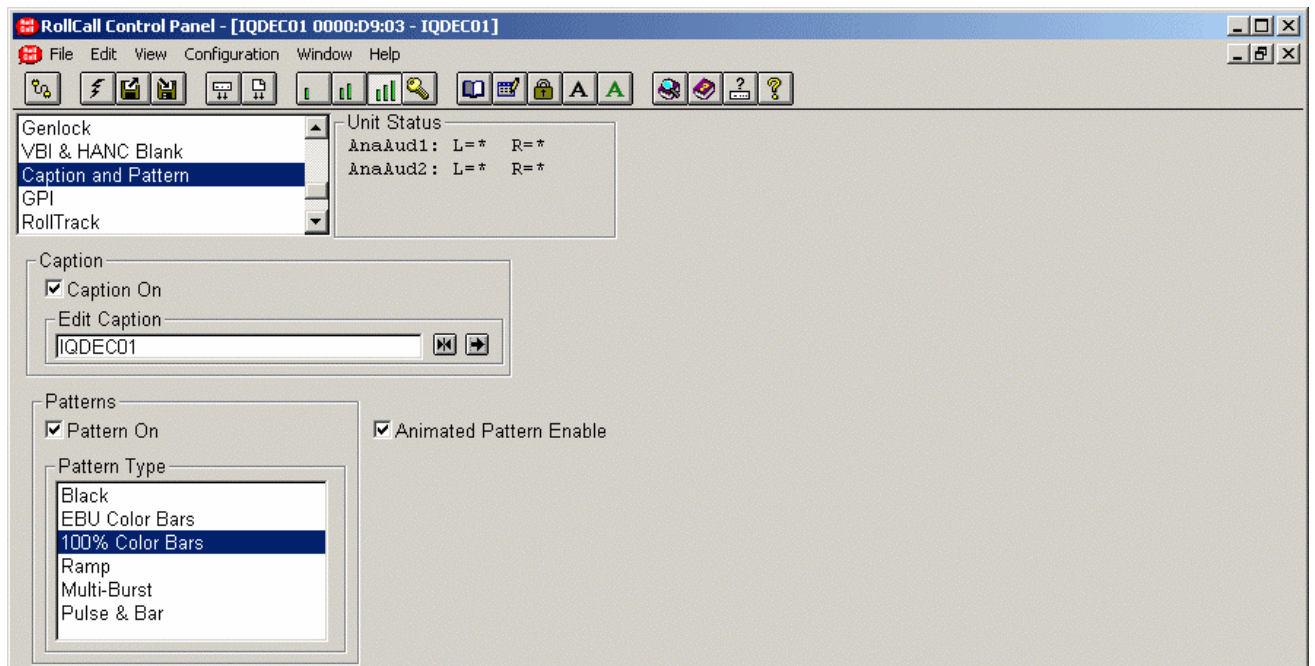 RollCall Control Panel - [IQDEC01 0000:D9:03 - IQDEC01]
File Edit View Configuration Window Help
A A ? ?
Genlock
VBI & HANC Blank
Caption and Pattern
GPI
RollTrack
Unit Status
AnaAud1: L=* R=*
AnaAud2: L=* R=*
Caption
Caption On
Edit Caption
IQDEC01
Patterns
Pattern On
Animated Pattern Enable
Pattern Type
Black
EBU Color Bars
100% Color Bars
Ramp
Multi-Burst
Pulse & Bar